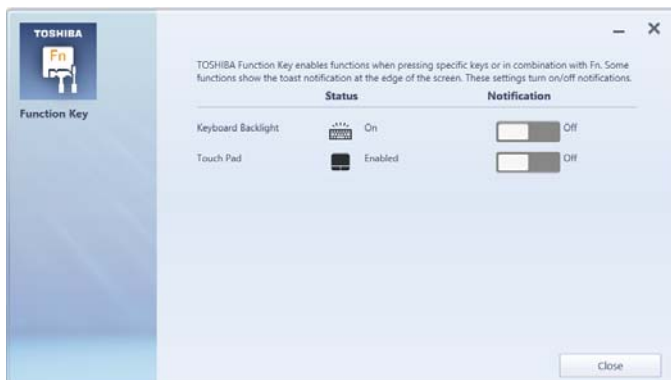 TOSHIBA
Fn
Function Key
TOSHIBA Function Key enables functions when pressing specific keys or in combination with Fn. Some
functions show the toast notification at the edge of the screen. These settings turn on/off notifications.
Status Notification
Keyboard Backlight On Off
Touch Pad Enabled Off
Close